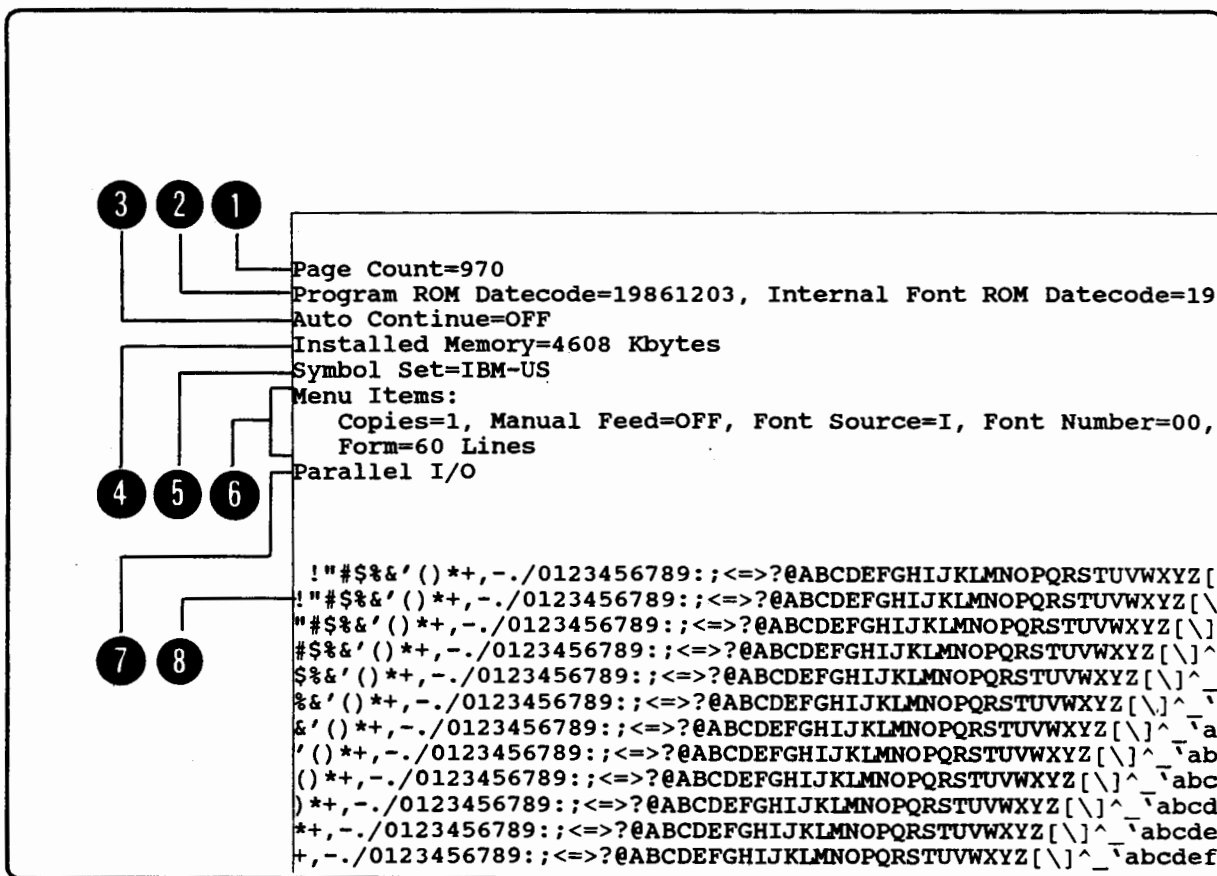 3 2 1
Page Count=970
Program ROM Datecode=19861203, Internal Font ROM Datecode=19
Auto Continue=OFF
Installed Memory=4608 Kbytes
Symbol Set=IBM-US
Menu Items:
Copies=1, Manual Feed=OFF, Font Source=I, Font Number=00,
Form=60 Lines
Parallel I/O
4 5 6
!"#$%&'()*+,-./0123456789:;<=>?@ABCDEFGHIJKLMNOPQRSTUVWXYZ[
!"#$%&'()*+,-./0123456789:;<=>?@ABCDEFGHIJKLMNOPQRSTUVWXYZ[\
"#$%&'()*+,-./0123456789:;<=>?@ABCDEFGHIJKLMNOPQRSTUVWXYZ[\]
#$%&'()*+,-./0123456789:;<=>?@ABCDEFGHIJKLMNOPQRSTUVWXYZ[\]^
$%&'()*+,-./0123456789:;<=>?@ABCDEFGHIJKLMNOPQRSTUVWXYZ[\]^_
%&'()*+,-./0123456789:;<=>?@ABCDEFGHIJKLMNOPQRSTUVWXYZ[\]^_`
&'()*+,-./0123456789:;<=>?@ABCDEFGHIJKLMNOPQRSTUVWXYZ[\]^_`a
'()*+,-./0123456789:;<=>?@ABCDEFGHIJKLMNOPQRSTUVWXYZ[\]^_`ab
()*+,-./0123456789:;<=>?@ABCDEFGHIJKLMNOPQRSTUVWXYZ[\]^_`abc
)*+,-./0123456789:;<=>?@ABCDEFGHIJKLMNOPQRSTUVWXYZ[\]^_`abcd
*+,-./0123456789:;<=>?@ABCDEFGHIJKLMNOPQRSTUVWXYZ[\]^_`abcde
+,-./0123456789:;<=>?@ABCDEFGHIJKLMNOPQRSTUVWXYZ[\]^_`abcdef
7 8